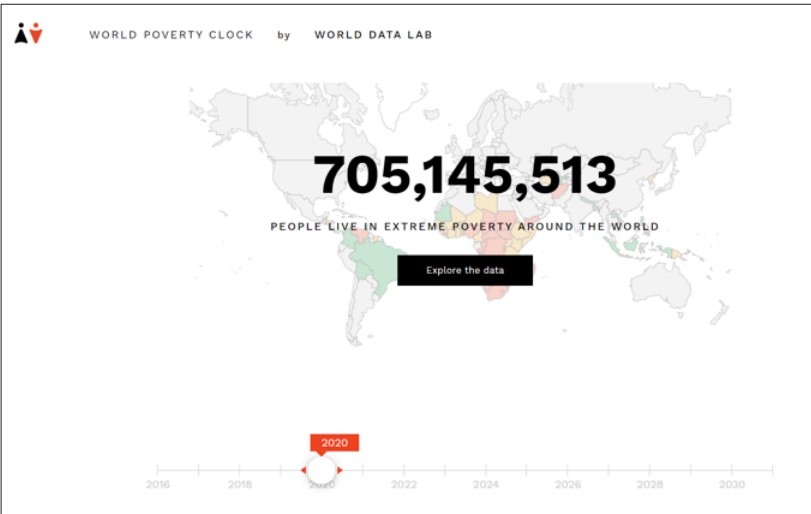 WORLD POVERTY CLOCK by WORLD DATA LAB
705,145,513
PEOPLE LIVE IN EXTREME POVERTY AROUND THE WORLD
Explore the data
2020
2016 2018 2020 2022 2024 2026 2028 2030